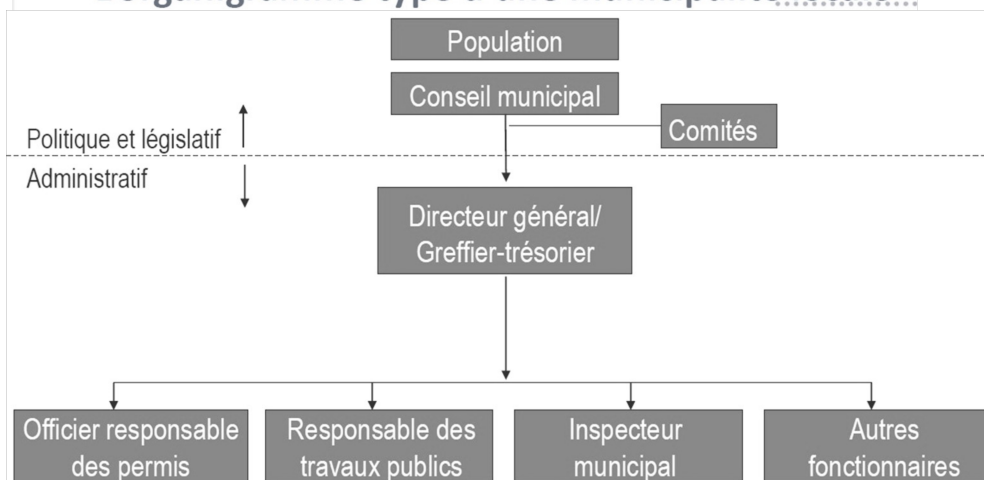 Population
Conseil municipal
Comités
Politique et législatif
Administratif
Directeur général/
Greffier-trésorier
Officier responsable
des permis
Responsable des
travaux publics
Inspecteur
municipal
Autres
fonctionnaires